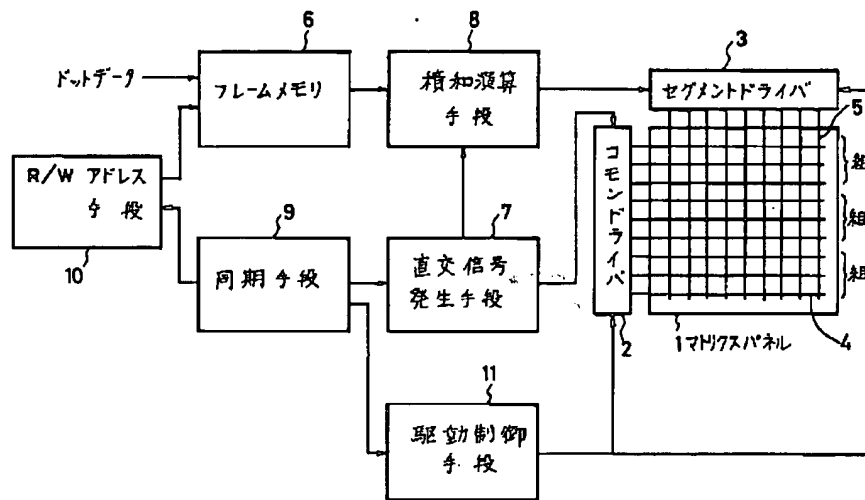 6
8
3
ドットデータ
フレームメモリ
積和演算
手段
セグメントドライバ
5
コモンドライバ
組
組
組
R/W アドレス
手段
10
9
同期手段
7
直交信号
発生手段
2
4
1マトリクスパネル
11
駆動制御
手段